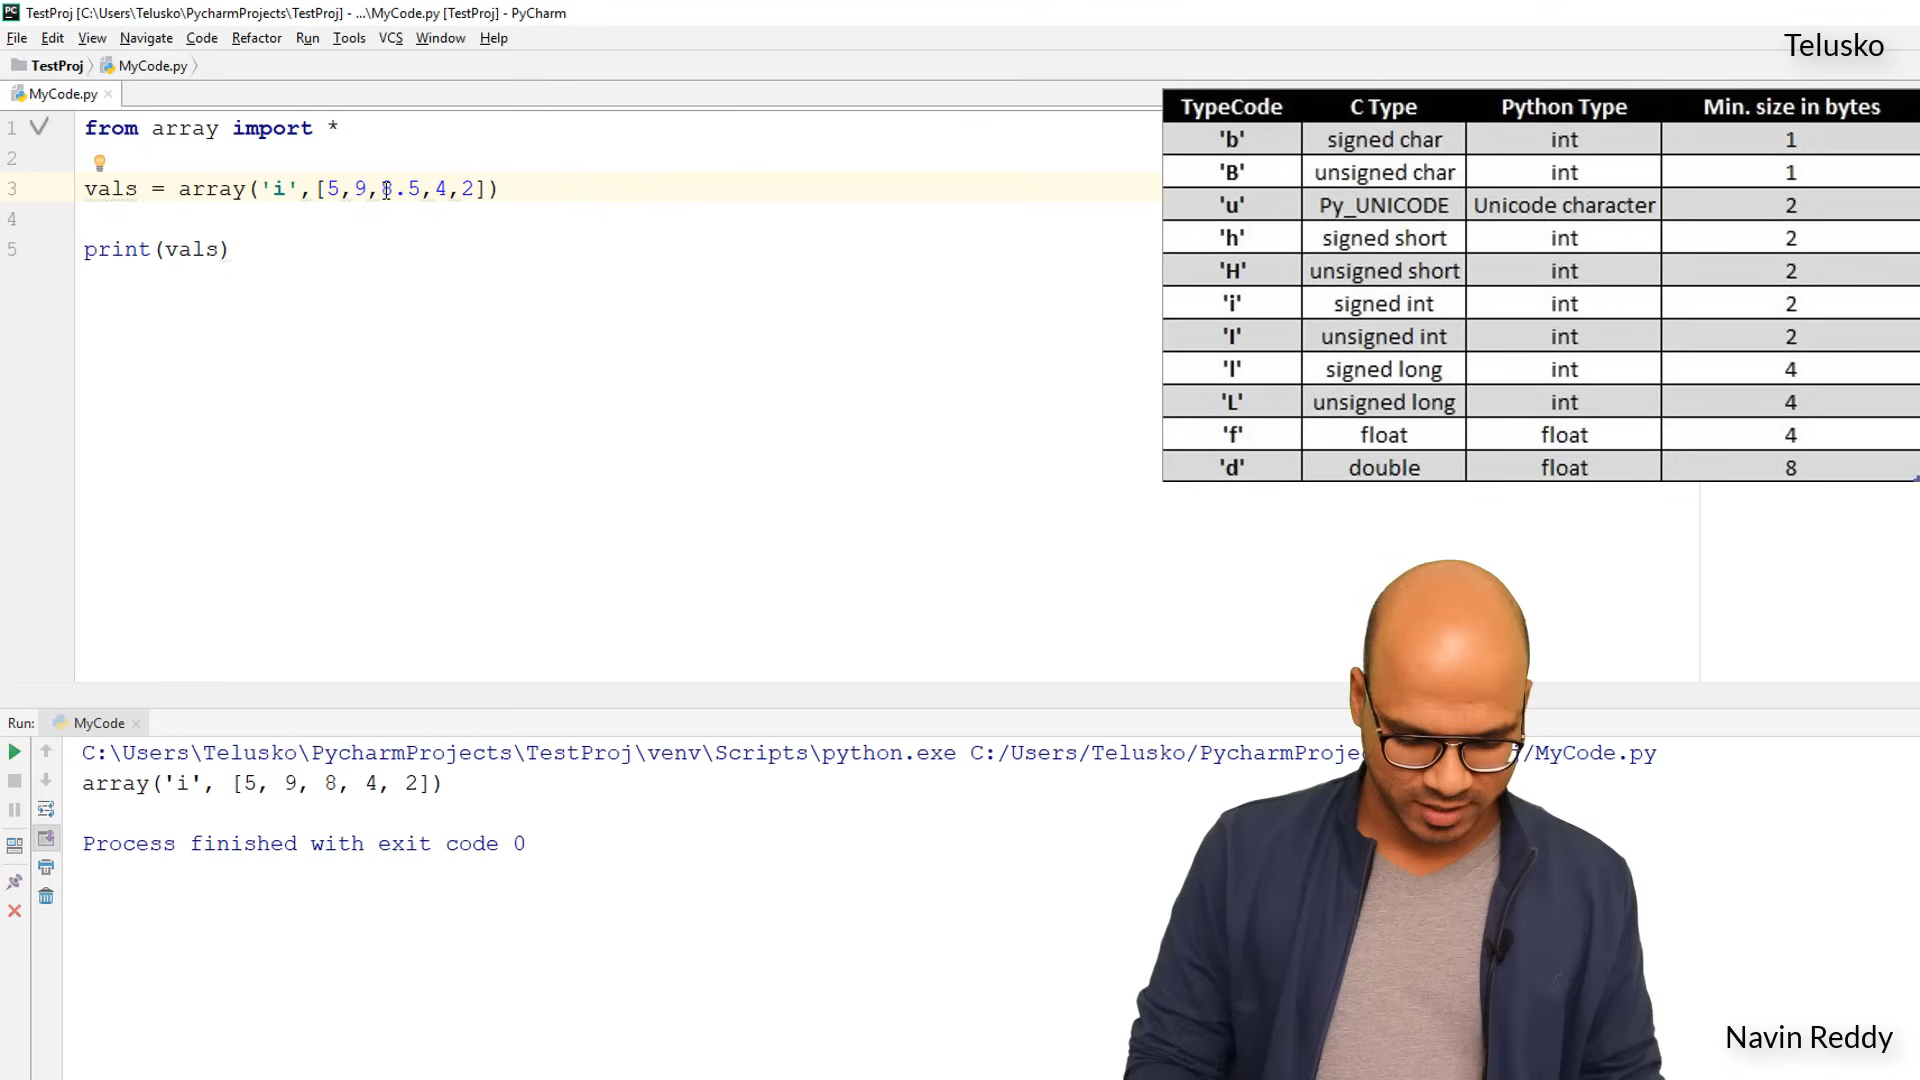 TestProj [C:\Users\Telusko\PycharmProjects\TestProj] - ...\MyCode.py [TestProj] - PyCharm
File Edit View Navigate Code Refactor Run Tools VCS Window Help
Telusko
TestProj MyCode.py
MyCode.py
1 from array import *
2
3 vals = array('i',[5,9,8.5,4,2])
4
5 print(vals)
TypeCode C Type Python Type Min. size in bytes
'b' signed char int 1
'B' unsigned char int 1
'u' Py_UNICODE Unicode character 2
'h' signed short int 2
'H' unsigned short int 2
'i' signed int int 2
'I' unsigned int int 2
'l' signed long int 4
'L' unsigned long int 4
'f' float float 4
'd' double float 8
Run: MyCode
C:\Users\Telusko\PycharmProjects\TestProj\venv\Scripts\python.exe C:/Users/Telusko/PycharmProje /MyCode.py
array('i', [5, 9, 8, 4, 2])
Process finished with exit code 0
Navin Reddy